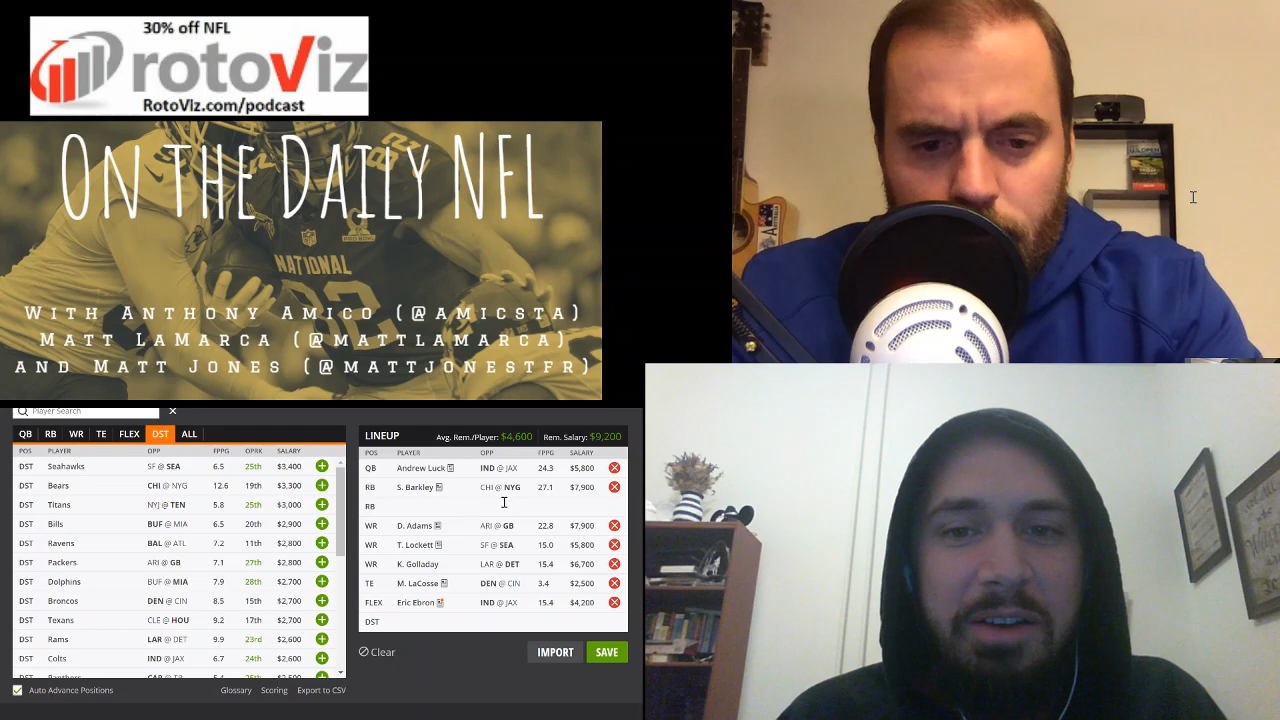 30% off NFL
rotoviz
RotoViz.com/podcast
ON THE DAILY NFL
NFL
PRO BOWL
NATIONAL
WITH ANTHONY AMICO (@AMICSTA)
MATT LAMARCA (@MATTLAMARCA)
AND MATT JONES (@MATTJONESTFR)
U.S. OPEN
Player Search ✕
QB RB WR TE FLEX DST ALL
POS PLAYER OPP FPPG OPRK SALARY
DST Seahawks SF @ SEA 6.5 25th $3,400
DST Bears CHI @ NYG 12.6 19th $3,300
DST Titans NYJ @ TEN 5.8 25th $3,000
DST Bills BUF @ MIA 6.5 20th $2,900
DST Ravens BAL @ ATL 7.2 11th $2,800
DST Packers ARI @ GB 7.1 27th $2,800
DST Dolphins BUF @ MIA 7.9 28th $2,700
DST Broncos DEN @ CIN 8.5 15th $2,700
DST Texans CLE @ HOU 9.2 17th $2,700
DST Rams LAR @ DET 9.9 23rd $2,600
DST Colts IND @ JAX 6.7 24th $2,600
Auto Advance Positions Glossary Scoring Export to CSV
LINEUP Avg. Rem./Player: $4,600 Rem. Salary: $9,200
POS PLAYER OPP FPPG SALARY
QB Andrew Luck IND @ JAX 24.3 $5,800
RB S. Barkley CHI @ NYG 27.1 $7,900
RB
WR D. Adams ARI @ GB 22.8 $7,900
WR T. Lockett SF @ SEA 15.0 $5,800
WR K. Golladay LAR @ DET 15.4 $6,700
TE M. LaCosse DEN @ CIN 3.4 $2,500
FLEX Eric Ebron IND @ JAX 15.4 $4,200
DST
Clear IMPORT SAVE